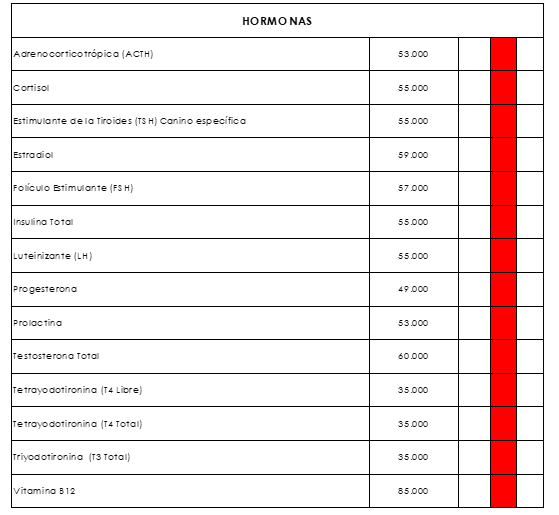 HORMONAS
Adrenocorticotrópica (ACTH) 53.000
Cortisol 55.000
Estimulante de la Tiroides (TSH) Canino específica 55.000
Estradiol 59.000
Folículo Estimulante (FSH) 57.000
Insulina Total 55.000
Luteinizante (LH) 55.000
Progesterona 49.000
Prolactina 53.000
Testosterona Total 60.000
Tetrayodotironina (T4 Libre) 35.000
Tetrayodotironina (T4 Total) 35.000
Triyodotironina (T3 Total) 35.000
Vitamina B12 85.000